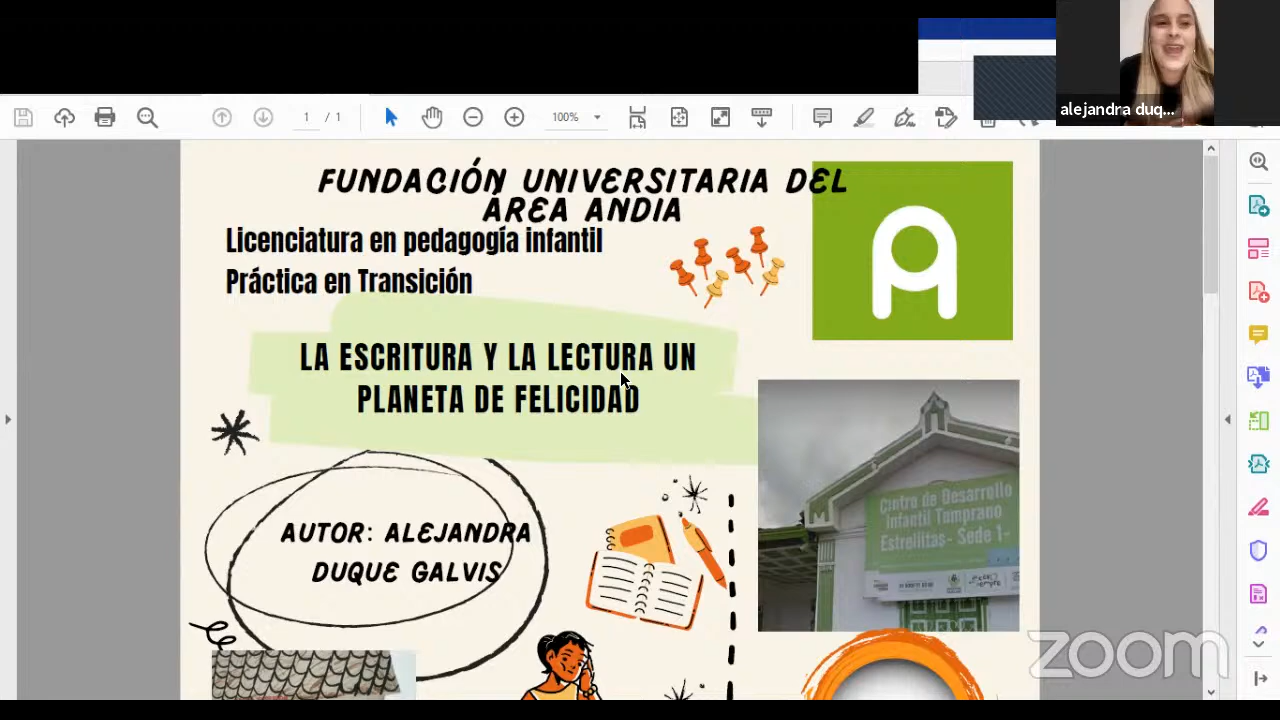 alejandra duq...
1 / 1
100%
FUNDACIÓN UNIVERSITARIA DEL
ÁREA ANDIA
Licenciatura en pedagogía infantil
Práctica en Transición
LA ESCRITURA Y LA LECTURA UN
PLANETA DE FELICIDAD
AUTOR: ALEJANDRA
DUQUE GALVIS
Centro de Desarrollo
Infantil Temprano
Estrellitas- Sede 1-
zoom